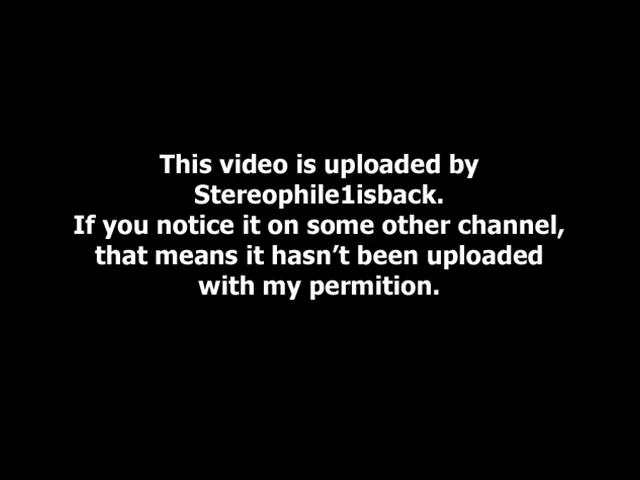 This video is uploaded by
Stereophile1isback.
If you notice it on some other channel,
that means it hasn’t been uploaded
with my permition.